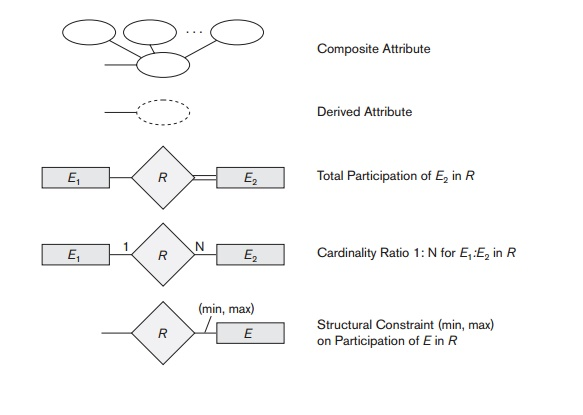 ...
Composite Attribute
Derived Attribute
E₁ R E₂ Total Participation of E₂ in R
E₁ 1 R N E₂ Cardinality Ratio 1: N for E₁:E₂ in R
(min, max)
R E Structural Constraint (min, max)
on Participation of E in R